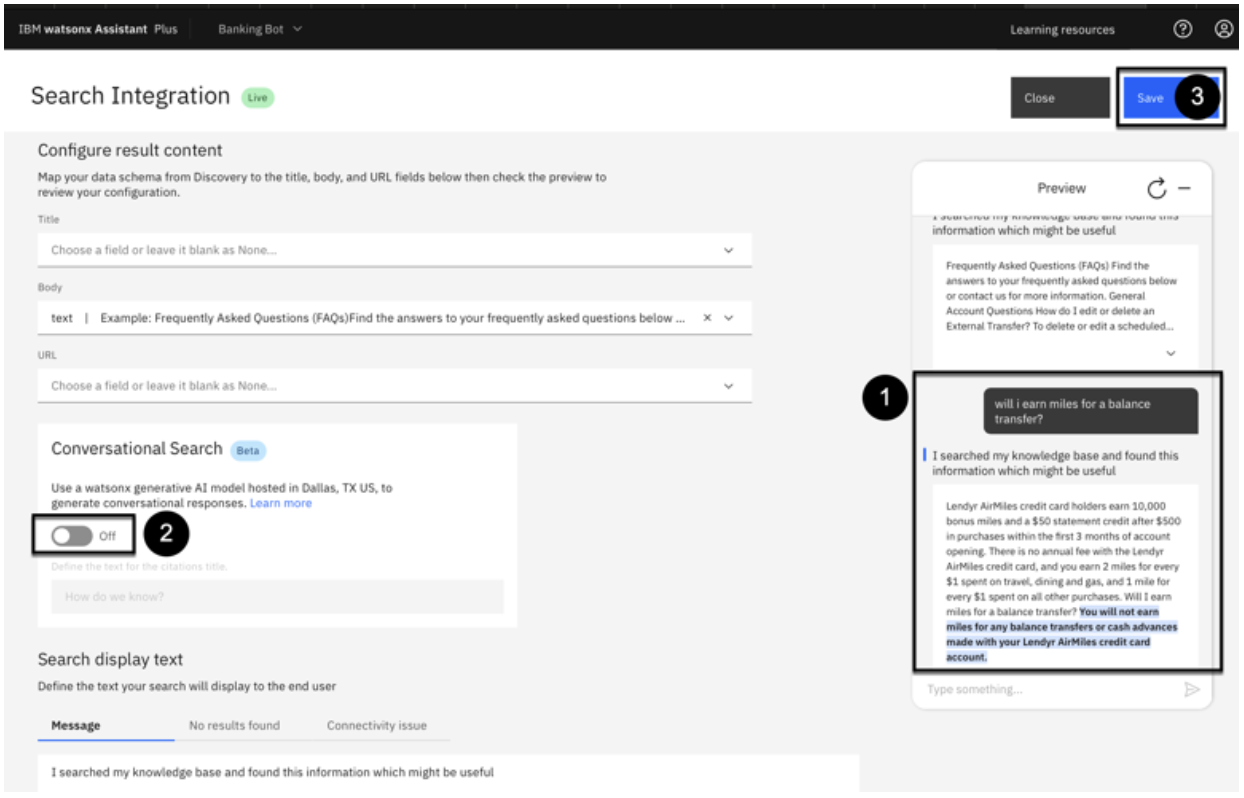 IBM watsonx Assistant Plus
Banking Bot
Learning resources
Search Integration Live
Close
Save
3
Configure result content
Map your data schema from Discovery to the title, body, and URL fields below then check the preview to
review your configuration.
Title
Choose a field or leave it blank as None...
Body
text | Example: Frequently Asked Questions (FAQs)Find the answers to your frequently asked questions below ...
URL
Choose a field or leave it blank as None...
Conversational Search Beta
Use a watsonx generative AI model hosted in Dallas, TX US, to
generate conversational responses. Learn more
Off
2
Define the text for the citations title.
How do we know?
Search display text
Define the text your search will display to the end user
Message
No results found
Connectivity issue
I searched my knowledge base and found this information which might be useful
Preview
I searched my knowledge base and found this
information which might be useful
Frequently Asked Questions (FAQs) Find the
answers to your frequently asked questions below
or contact us for more information. General
Account Questions How do I edit or delete an
External Transfer? To delete or edit a scheduled...
1
will i earn miles for a balance
transfer?
I searched my knowledge base and found this
information which might be useful
Lendyr AirMiles credit card holders earn 10,000
bonus miles and a $50 statement credit after $500
in purchases within the first 3 months of account
opening. There is no annual fee with the Lendyr
AirMiles credit card, and you earn 2 miles for every
$1 spent on travel, dining and gas, and 1 mile for
every $1 spent on all other purchases. Will I earn
miles for a balance transfer? You will not earn
miles for any balance transfers or cash advances
made with your Lendyr AirMiles credit card
account.
Type something...